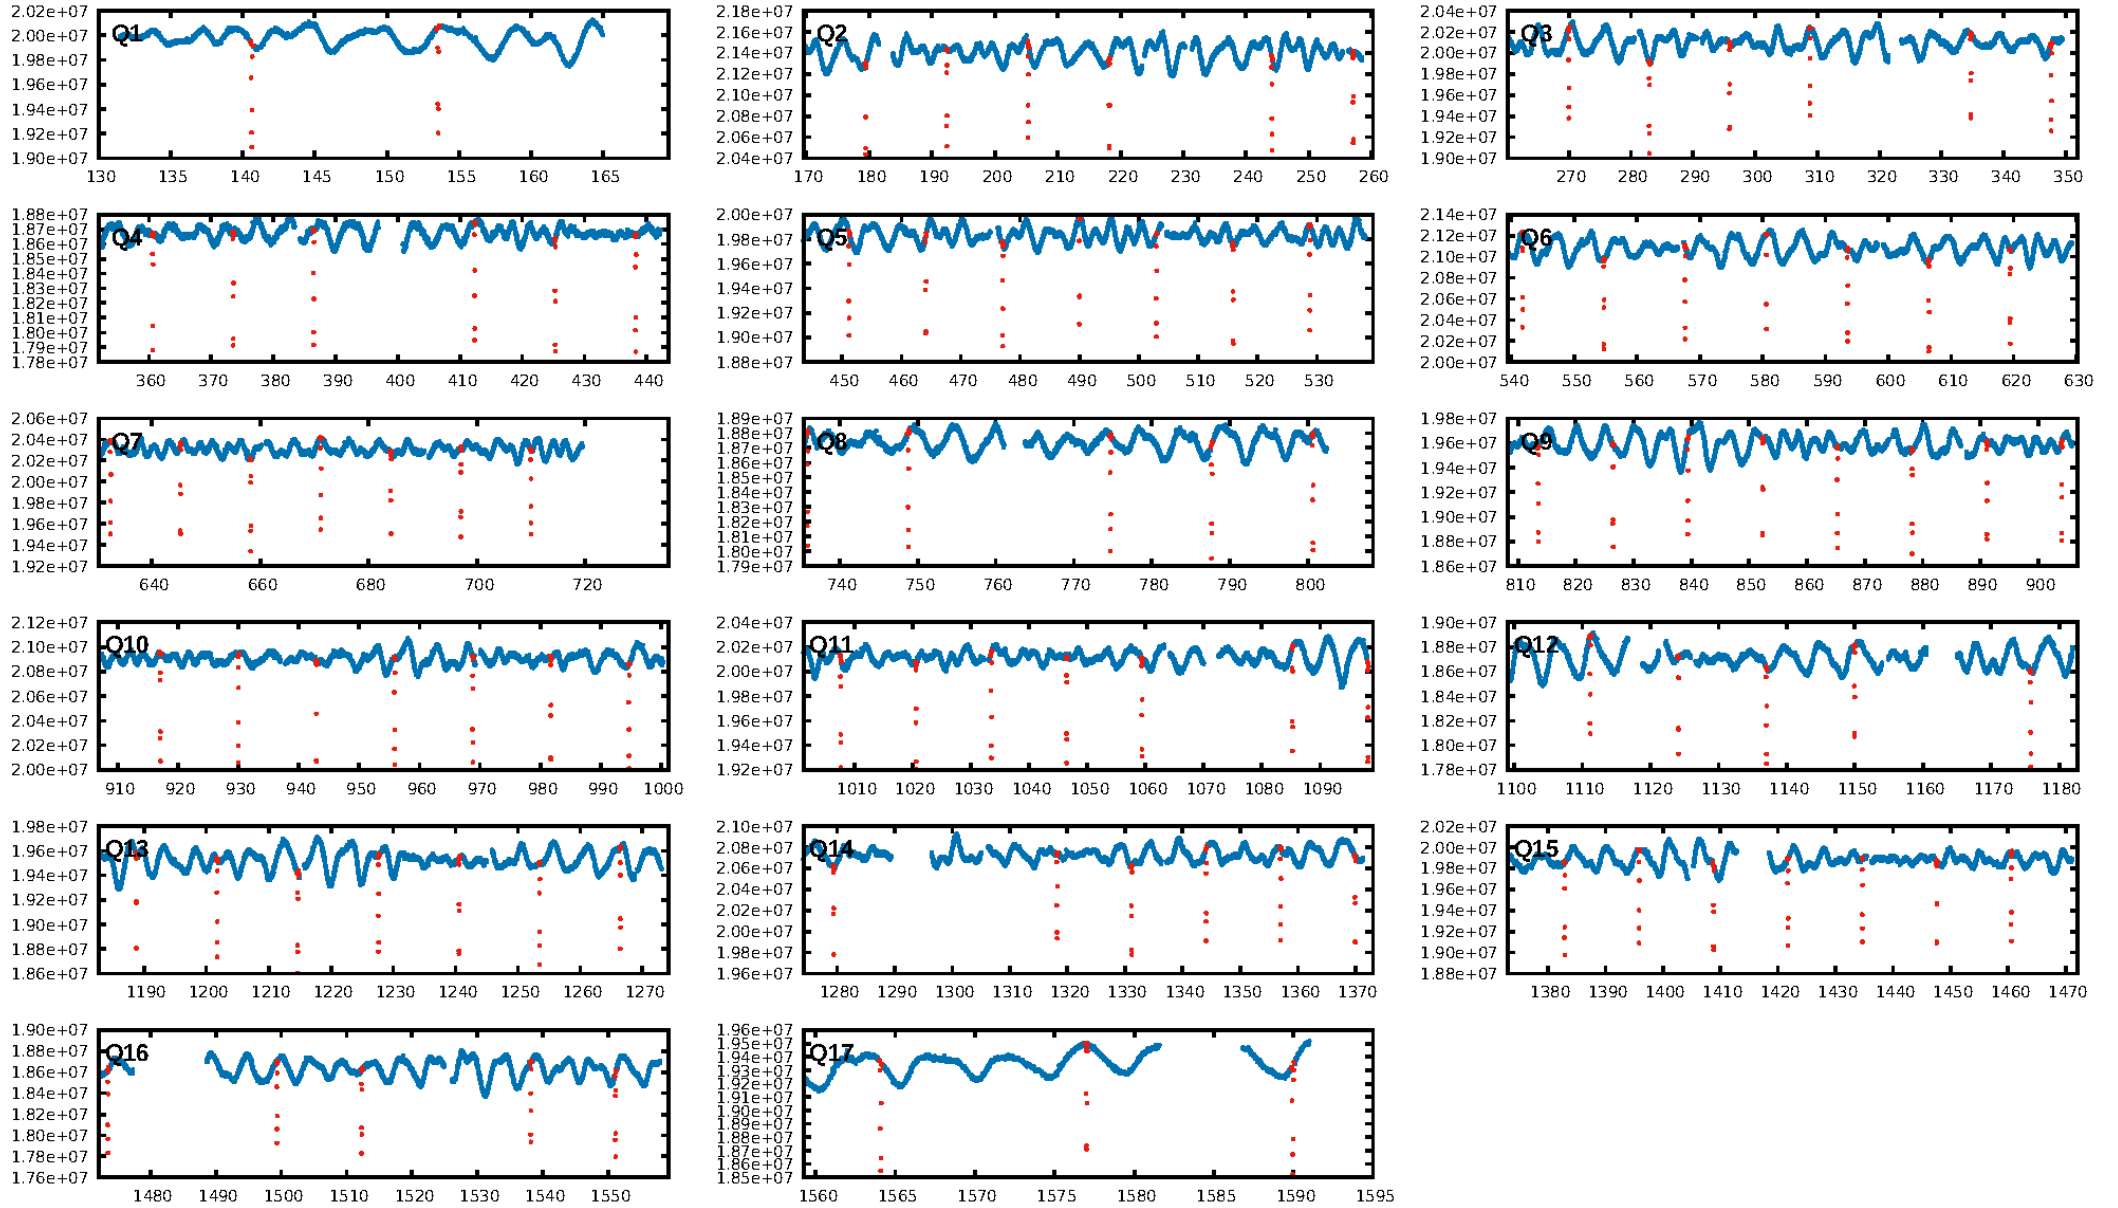 2.02e+07 2.00e+07 1.98e+07 1.96e+07 1.94e+07 1.92e+07 1.90e+07
Q1
130 135 140 145 150 155 160 165
2.18e+07 2.16e+07 2.14e+07 2.12e+07 2.10e+07 2.08e+07 2.06e+07 2.04e+07
Q2
170 180 190 200 210 220 230 240 250 260
2.04e+07 2.02e+07 2.00e+07 1.98e+07 1.96e+07 1.94e+07 1.92e+07 1.90e+07
Q3
270 280 290 300 310 320 330 340 350
1.88e+07 1.87e+07 1.86e+07 1.85e+07 1.84e+07 1.83e+07 1.82e+07 1.81e+07 1.80e+07 1.79e+07 1.78e+07
Q4
360 370 380 390 400 410 420 430 440
2.00e+07 1.98e+07 1.96e+07 1.94e+07 1.92e+07 1.90e+07 1.88e+07
Q5
450 460 470 480 490 500 510 520 530
2.14e+07 2.12e+07 2.10e+07 2.08e+07 2.06e+07 2.04e+07 2.02e+07 2.00e+07
Q6
540 550 560 570 580 590 600 610 620 630
2.06e+07 2.04e+07 2.02e+07 2.00e+07 1.98e+07 1.96e+07 1.94e+07 1.92e+07
Q7
640 660 680 700 720
1.89e+07 1.88e+07 1.87e+07 1.86e+07 1.85e+07 1.84e+07 1.83e+07 1.82e+07 1.81e+07 1.80e+07 1.79e+07
Q8
740 750 760 770 780 790 800
1.98e+07 1.96e+07 1.94e+07 1.92e+07 1.90e+07 1.88e+07 1.86e+07
Q9
810 820 830 840 850 860 870 880 890 900
2.12e+07 2.10e+07 2.08e+07 2.06e+07 2.04e+07 2.02e+07 2.00e+07
Q10
910 920 930 940 950 960 970 980 990 1000
2.04e+07 2.02e+07 2.00e+07 1.98e+07 1.96e+07 1.94e+07 1.92e+07
Q11
1010 1020 1030 1040 1050 1060 1070 1080 1090
1.90e+07 1.88e+07 1.86e+07 1.84e+07 1.82e+07 1.80e+07 1.78e+07
Q12
1100 1110 1120 1130 1140 1150 1160 1170 1180
1.98e+07 1.96e+07 1.94e+07 1.92e+07 1.90e+07 1.88e+07 1.86e+07
Q13
1190 1200 1210 1220 1230 1240 1250 1260 1270
2.10e+07 2.08e+07 2.06e+07 2.04e+07 2.02e+07 2.00e+07 1.98e+07 1.96e+07
Q14
1280 1290 1300 1310 1320 1330 1340 1350 1360 1370
2.02e+07 2.00e+07 1.98e+07 1.96e+07 1.94e+07 1.92e+07 1.90e+07 1.88e+07
Q15
1380 1390 1400 1410 1420 1430 1440 1450 1460 1470
1.90e+07 1.88e+07 1.86e+07 1.84e+07 1.82e+07 1.80e+07 1.78e+07 1.76e+07
Q16
1480 1490 1500 1510 1520 1530 1540 1550
1.96e+07 1.95e+07 1.94e+07 1.93e+07 1.92e+07 1.91e+07 1.90e+07 1.89e+07 1.88e+07 1.87e+07 1.86e+07 1.85e+07
Q17
1560 1565 1570 1575 1580 1585 1590 1595